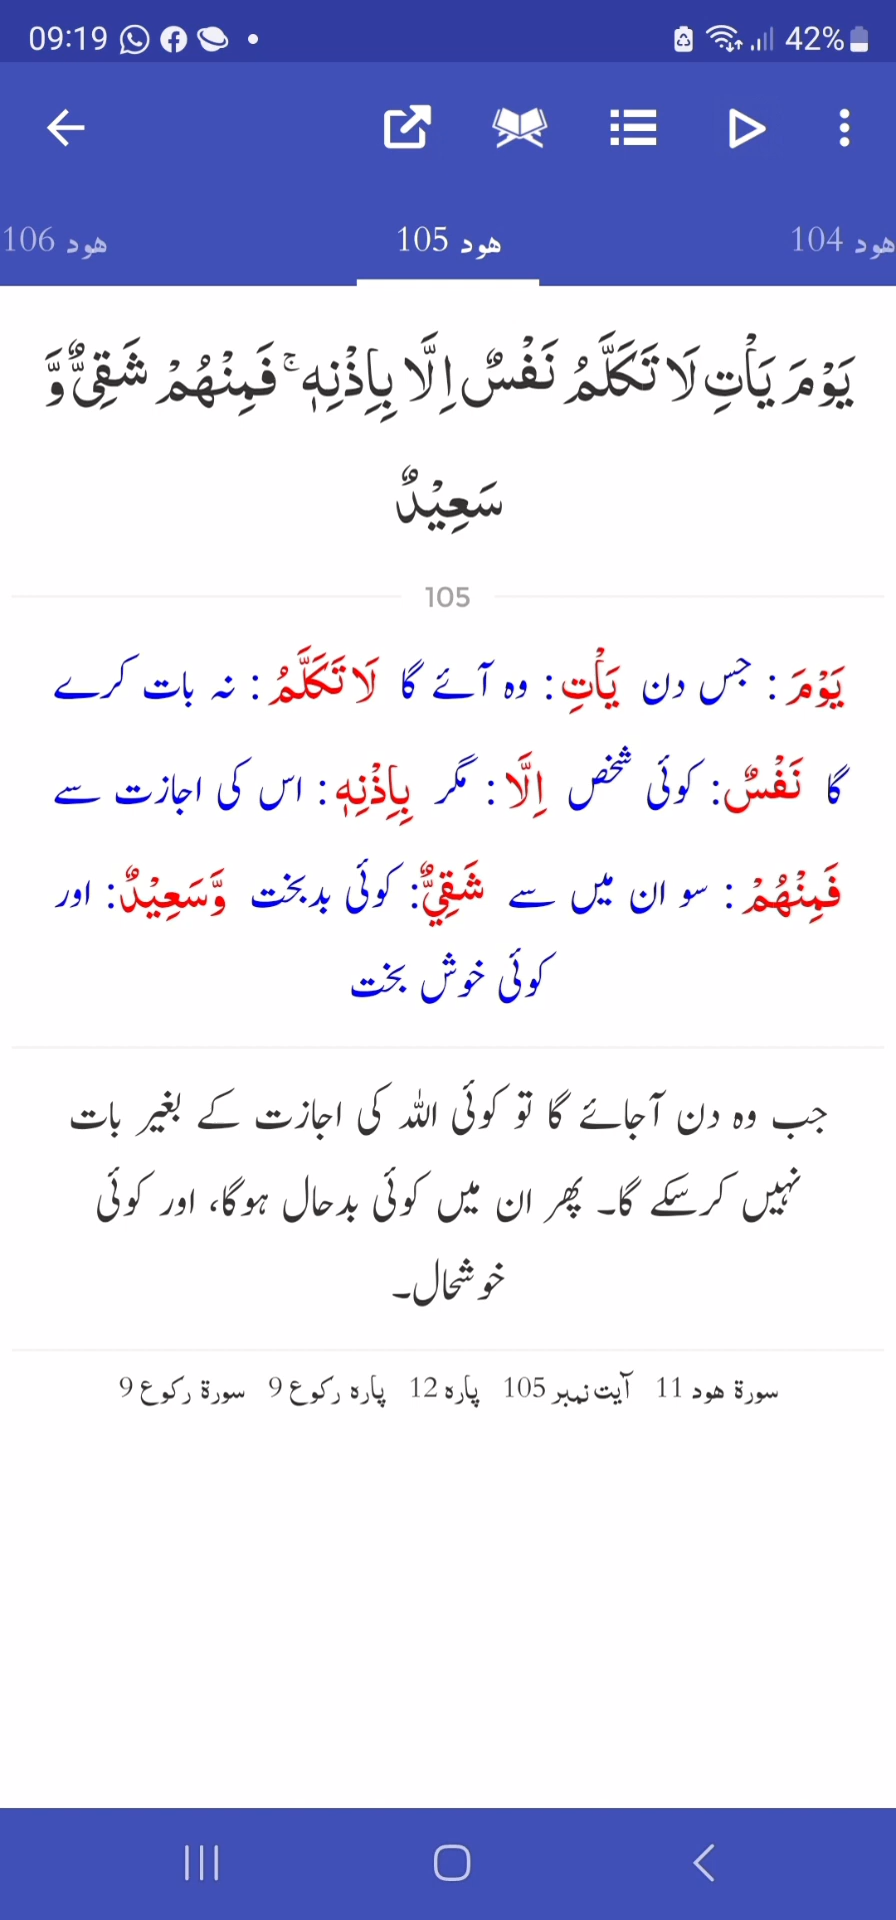 09:19 42%
هود 104 هود 105 هود 106
يَوْمَ يَاْتِ لَا تَكَلَّمُ نَفْسٌ اِلَّا بِاِذْنِهٖ ۚ فَمِنْهُمْ شَقِىٌّ وَّ
سَعِيْدٌ
105
يَوْمَ : جس دن يَاْتِ : وہ آئے گا لَا تَكَلَّمُ : نہ بات کرے
گا نَفْسٌ : کوئی شخص اِلَّا : مگر بِاِذْنِهٖ : اس کی اجازت سے
فَمِنْهُمْ : سو ان میں سے شَقِيٌّ : کوئی بدبخت وَّسَعِيْدٌ : اور
کوئی خوش بخت
جب وہ دن آجائے گا تو کوئی اللہ کی اجازت کے بغیر بات
نہیں کرسکے گا۔ پھر ان میں کوئی بدحال ہوگا، اور کوئی
خوشحال۔
سورۃ هود 11 آیت نمبر 105 پارہ 12 پارہ رکوع 9 سورۃ رکوع 9